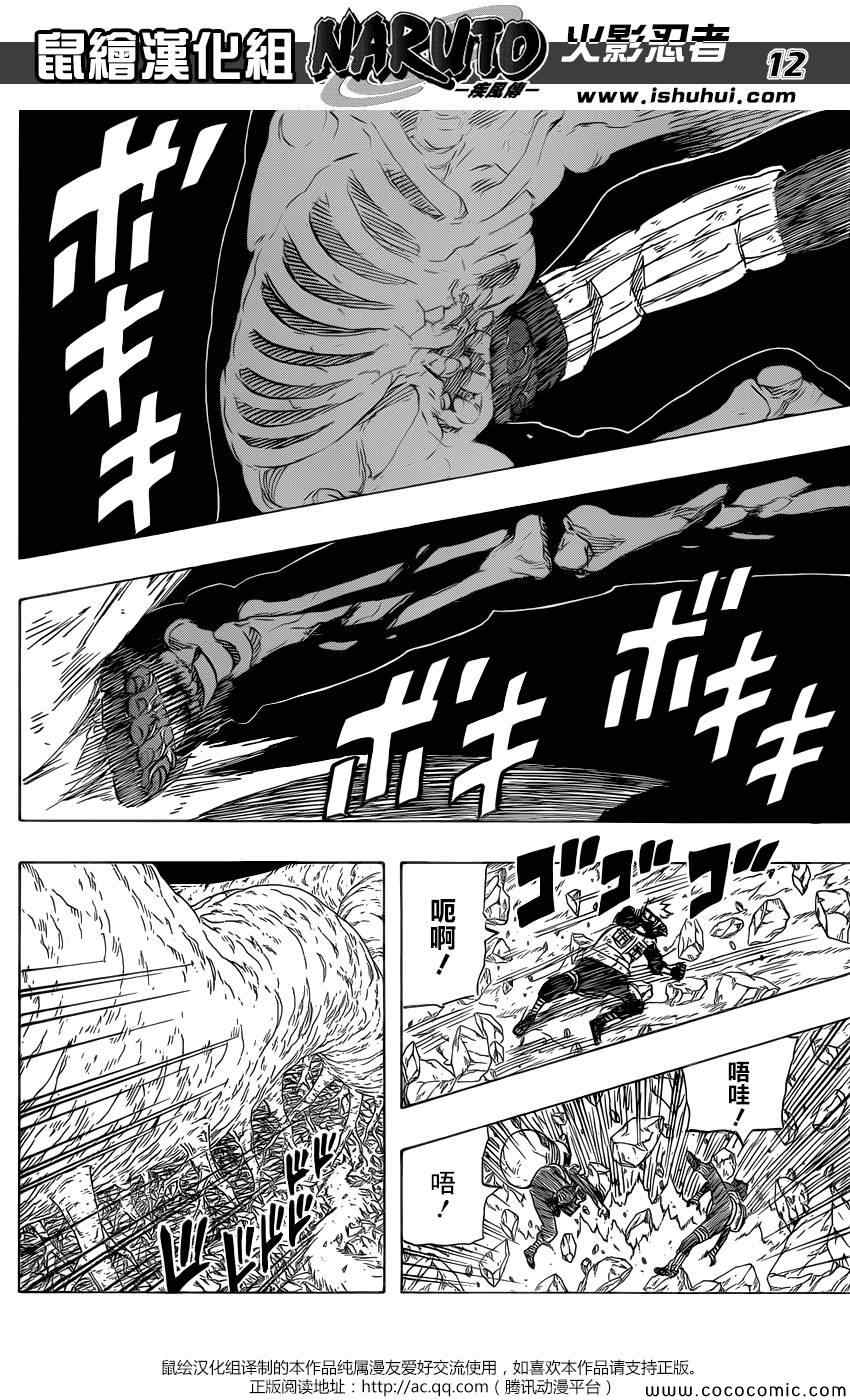 鼠繪漢化組
NARUTO
疾風傳
火影忍者
12
www.ishuhui.com
ボキキ
ボキキ
ボキキ
ゴゴゴゴ
呃啊！
唔哇！
唔
ドド
ドドドド
鼠绘汉化组译制的本作品纯属漫友爱好交流使用，如喜欢本作品请支持正版。
正版阅读地址：http://ac.qq.com（腾讯动漫平台）
www.cococomic.com